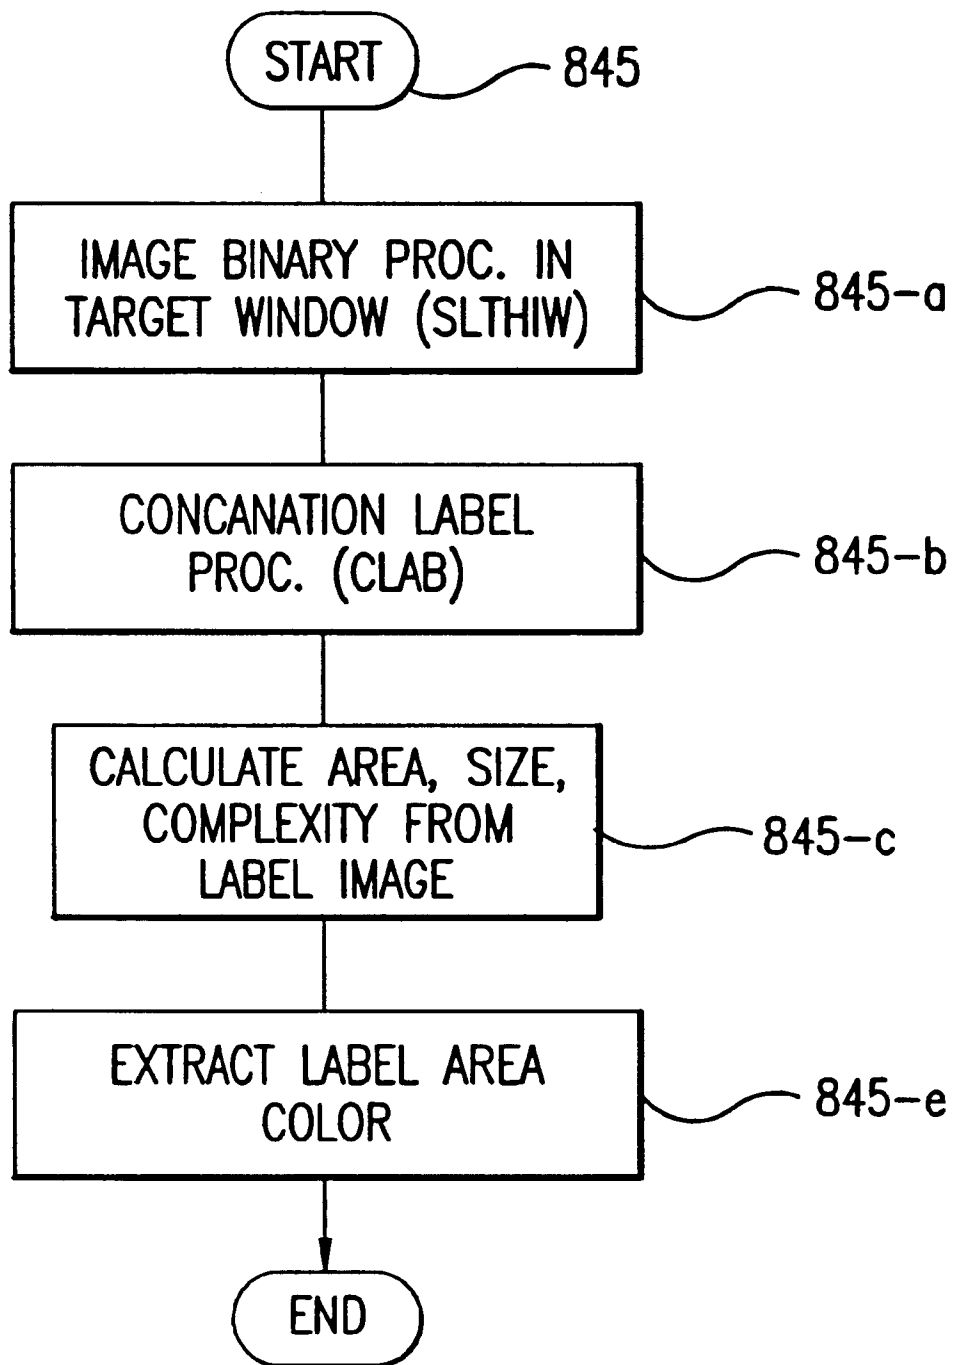 START
845
IMAGE BINARY PROC. IN
TARGET WINDOW (SLTHIW)
845-a
CONCANATION LABEL
PROC. (CLAB)
845-b
CALCULATE AREA, SIZE,
COMPLEXITY FROM
LABEL IMAGE
845-c
EXTRACT LABEL AREA
COLOR
845-e
END